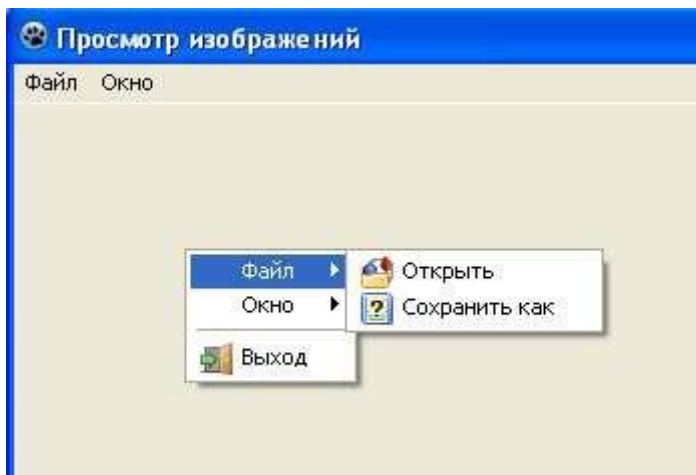 Просмотр изображений
Файл Окно
Файл Открыть
Окно Сохранить как
Выход